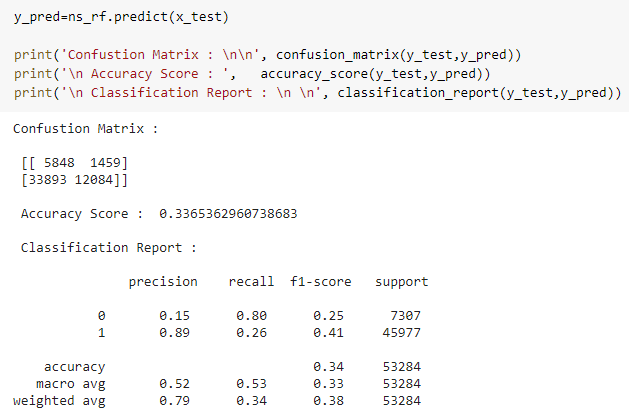 y_pred=ns_rf.predict(x_test)
print('Confustion Matrix : \n\n', confusion_matrix(y_test,y_pred))
print('\n Accuracy Score : ',   accuracy_score(y_test,y_pred))
print('\n Classification Report : \n \n', classification_report(y_test,y_pred))
Confustion Matrix :
[[ 5848  1459]
[33893 12084]]
Accuracy Score :  0.3365362960738683
Classification Report :
precision    recall  f1-score   support
0       0.15      0.80      0.25      7307
1       0.89      0.26      0.41     45977
accuracy                           0.34     53284
macro avg       0.52      0.53      0.33     53284
weighted avg       0.79      0.34      0.38     53284